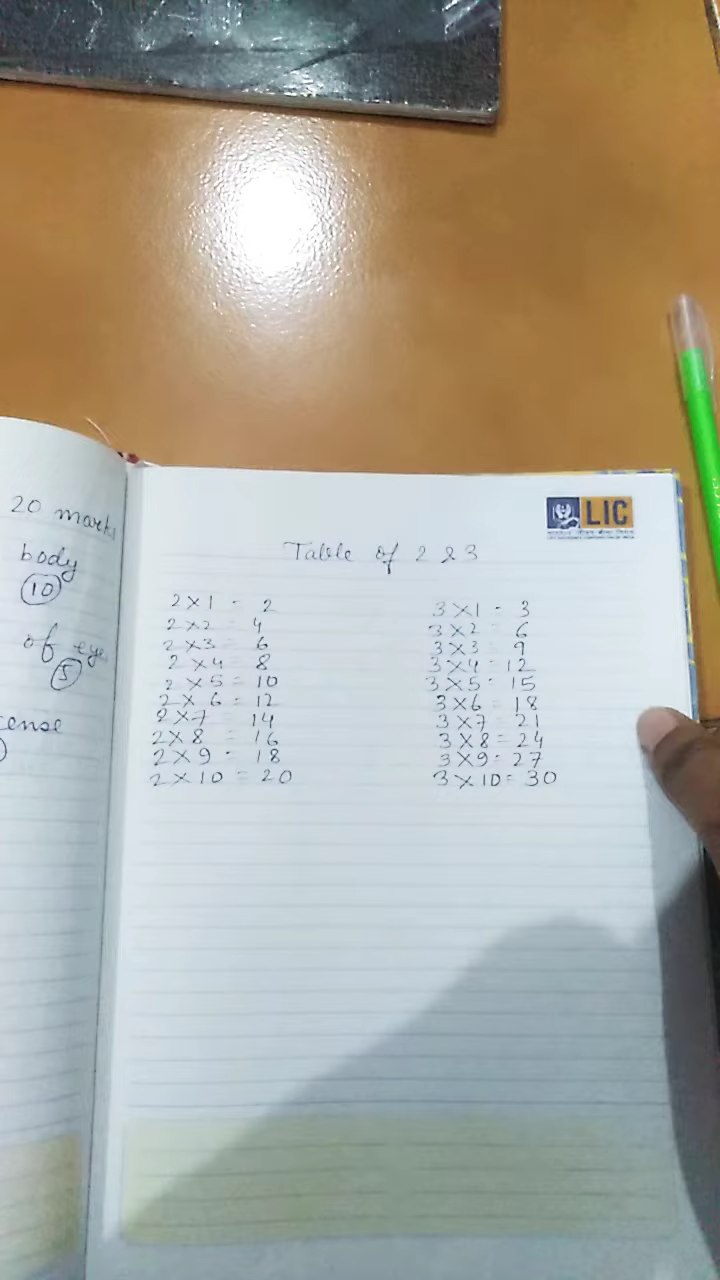 20 marks
body
10
of eye
5
ense
LIC
Table of 2 & 3
2 X 1 = 2
2 X 2 = 4
2 X 3 = 6
2 X 4 = 8
2 X 5 = 10
2 X 6 = 12
2 X 7 = 14
2 X 8 = 16
2 X 9 = 18
2 X 10 = 20
3 X 1 = 3
3 X 2 = 6
3 X 3 = 9
3 X 4 = 12
3 X 5 = 15
3 X 6 = 18
3 X 7 = 21
3 X 8 = 24
3 X 9 = 27
3 X 10 = 30